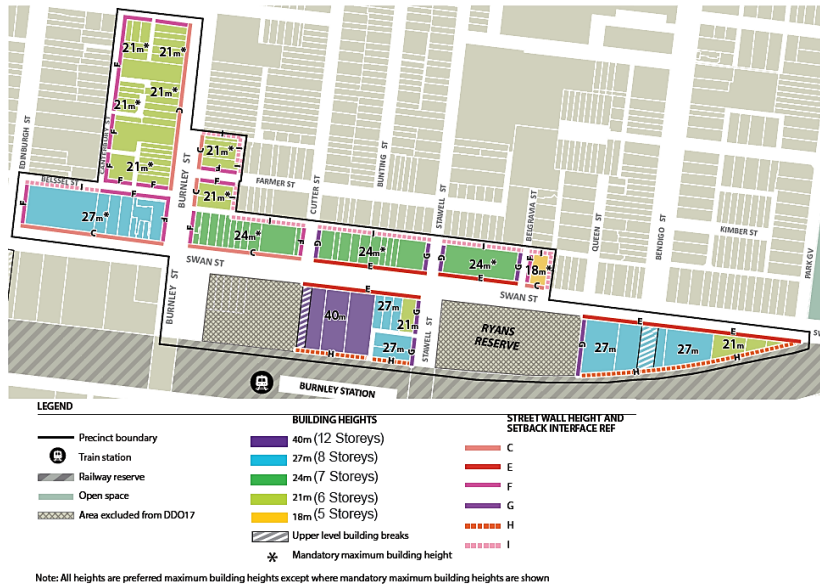 21m* 21m*
F
F
EDINBURGH ST
21m*
F
C
COTTERBURY ST
F
BURNLEY ST
21m*
F F
BELSSEL ST
I
F
F
27m*
F
C
I
C
21m*
I
F
F
C
21m*
I
FARMER ST
CUTTER ST
BUNTING ST
STAWELL ST
BELGRAVIA ST
QUEEN ST
BENDIGO ST
KIMBER ST
PARK GV
I
F
24m*
F
C
I
G
24m*
G
E
I
G
24m*
G
E
I
F
18m*
I
C
SWAN ST
SWAN ST
BURNLEY ST
E
27m
F
40m
21
G
27m
G
H
STAWELL ST
RYANS
RESERVE
E
E
G
27m
27m
21m
H
H
BURNLEY STATION
LEGEND
Precinct boundary
Train station
Railway reserve
Open space
Area excluded from DDO17
BUILDING HEIGHTS
40m (12 Storeys)
27m (8 Storeys)
24m (7 Storeys)
21m (6 Storeys)
18m (5 Storeys)
Upper level building breaks
* Mandatory maximum building height
STREET WALL HEIGHT AND
SETBACK INTERFACE REF
C
E
F
G
H
I
Note: All heights are preferred maximum building heights except where mandatory maximum building heights are shown